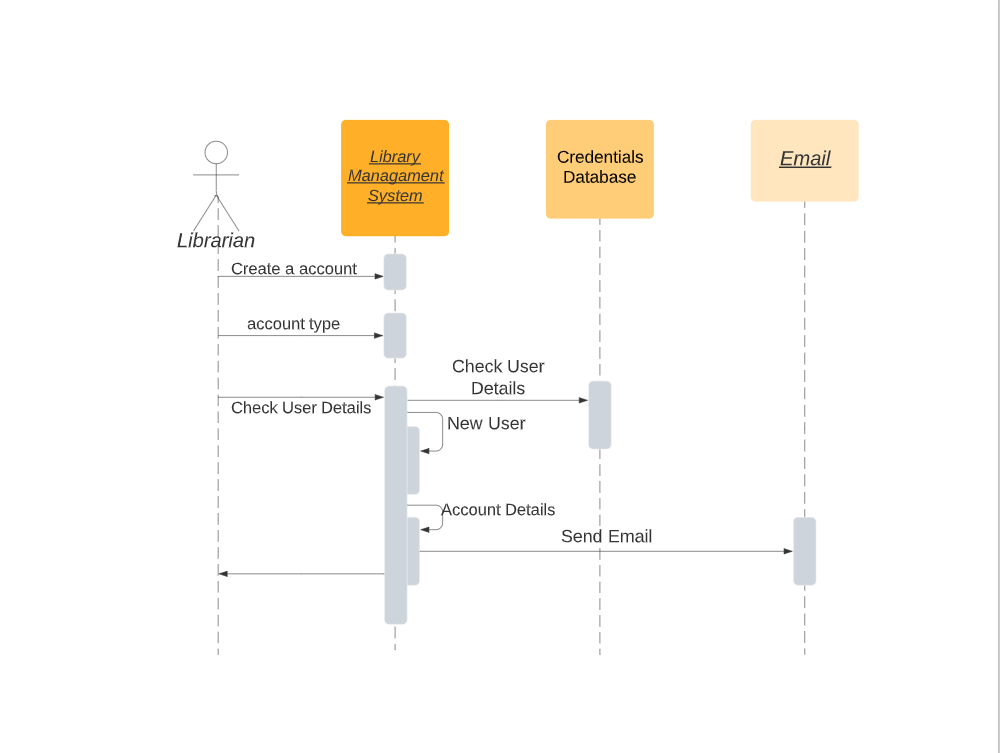 Librarian
Library
Managament
System
Credentials
Database
Email
Create a account
account type
Check User Details
Check User
Details
New User
Account Details
Send Email